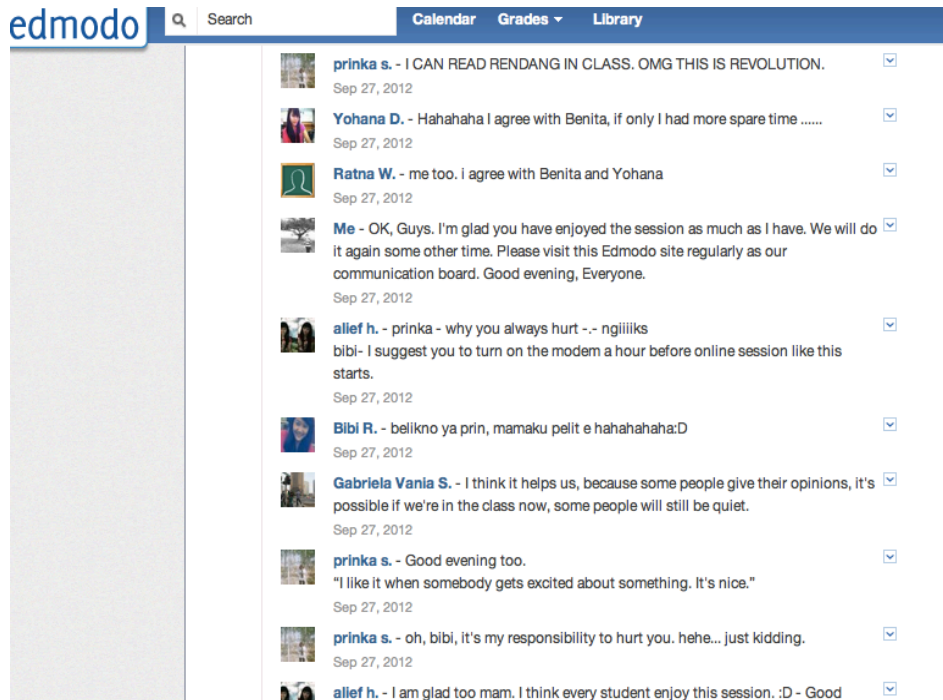 edmodo Search Calendar Grades Library
prinka s. - I CAN READ RENDANG IN CLASS. OMG THIS IS REVOLUTION.
Sep 27, 2012
Yohana D. - Hahahaha I agree with Benita, if only I had more spare time ......
Sep 27, 2012
Ratna W. - me too. i agree with Benita and Yohana
Sep 27, 2012
Me - OK, Guys. I'm glad you have enjoyed the session as much as I have. We will do
it again some other time. Please visit this Edmodo site regularly as our
communication board. Good evening, Everyone.
Sep 27, 2012
alief h. - prinka - why you always hurt -.- ngiiiiks
bibi- I suggest you to turn on the modem a hour before online session like this
starts.
Sep 27, 2012
Bibi R. - belikno ya prin, mamaku pelit e hahahahaha:D
Sep 27, 2012
Gabriela Vania S. - I think it helps us, because some people give their opinions, it's
possible if we're in the class now, some people will still be quiet.
Sep 27, 2012
prinka s. - Good evening too.
“I like it when somebody gets excited about something. It's nice.”
Sep 27, 2012
prinka s. - oh, bibi, it's my responsibility to hurt you. hehe... just kidding.
Sep 27, 2012
alief h. - I am glad too mam. I think every student enjoy this session. :D - Good